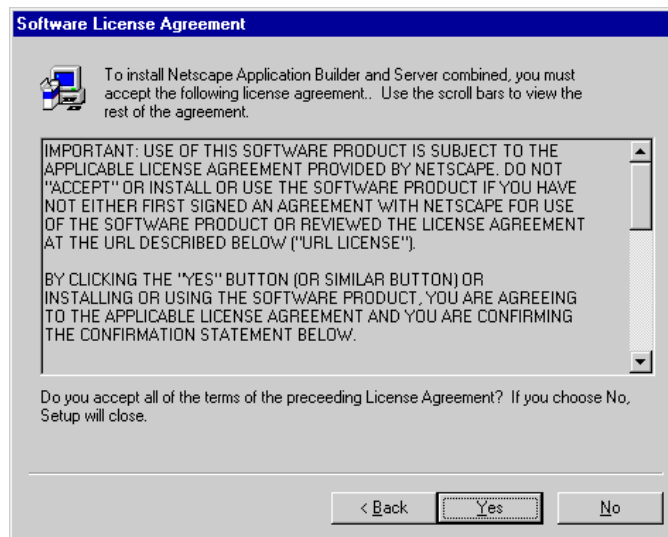 Software License Agreement
To install Netscape Application Builder and Server combined, you must
accept the following license agreement.. Use the scroll bars to view the
rest of the agreement.
IMPORTANT: USE OF THIS SOFTWARE PRODUCT IS SUBJECT TO THE
APPLICABLE LICENSE AGREEMENT PROVIDED BY NETSCAPE. DO NOT
"ACCEPT" OR INSTALL OR USE THE SOFTWARE PRODUCT IF YOU HAVE
NOT EITHER FIRST SIGNED AN AGREEMENT WITH NETSCAPE FOR USE
OF THE SOFTWARE PRODUCT OR REVIEWED THE LICENSE AGREEMENT
AT THE URL DESCRIBED BELOW ("URL LICENSE").
BY CLICKING THE "YES" BUTTON (OR SIMILAR BUTTON) OR
INSTALLING OR USING THE SOFTWARE PRODUCT, YOU ARE AGREEING
TO THE APPLICABLE LICENSE AGREEMENT AND YOU ARE CONFIRMING
THE CONFIRMATION STATEMENT BELOW.
Do you accept all of the terms of the preceeding License Agreement? If you choose No,
Setup will close.
< Back
Yes
No